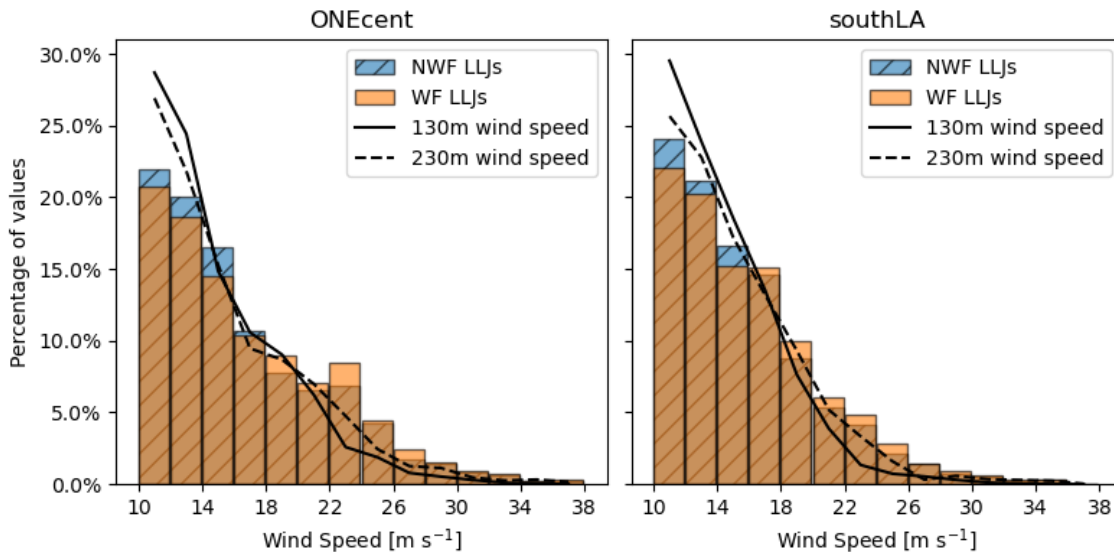 ONEcent
southLA
Percentage of values
30.0%
25.0%
20.0%
15.0%
10.0%
5.0%
0.0%
NWF LLJs
WF LLJs
130m wind speed
230m wind speed
NWF LLJs
WF LLJs
130m wind speed
230m wind speed
10 14 18 22 26 30 34 38
10 14 18 22 26 30 34 38
Wind Speed [m s⁻¹]
Wind Speed [m s⁻¹]